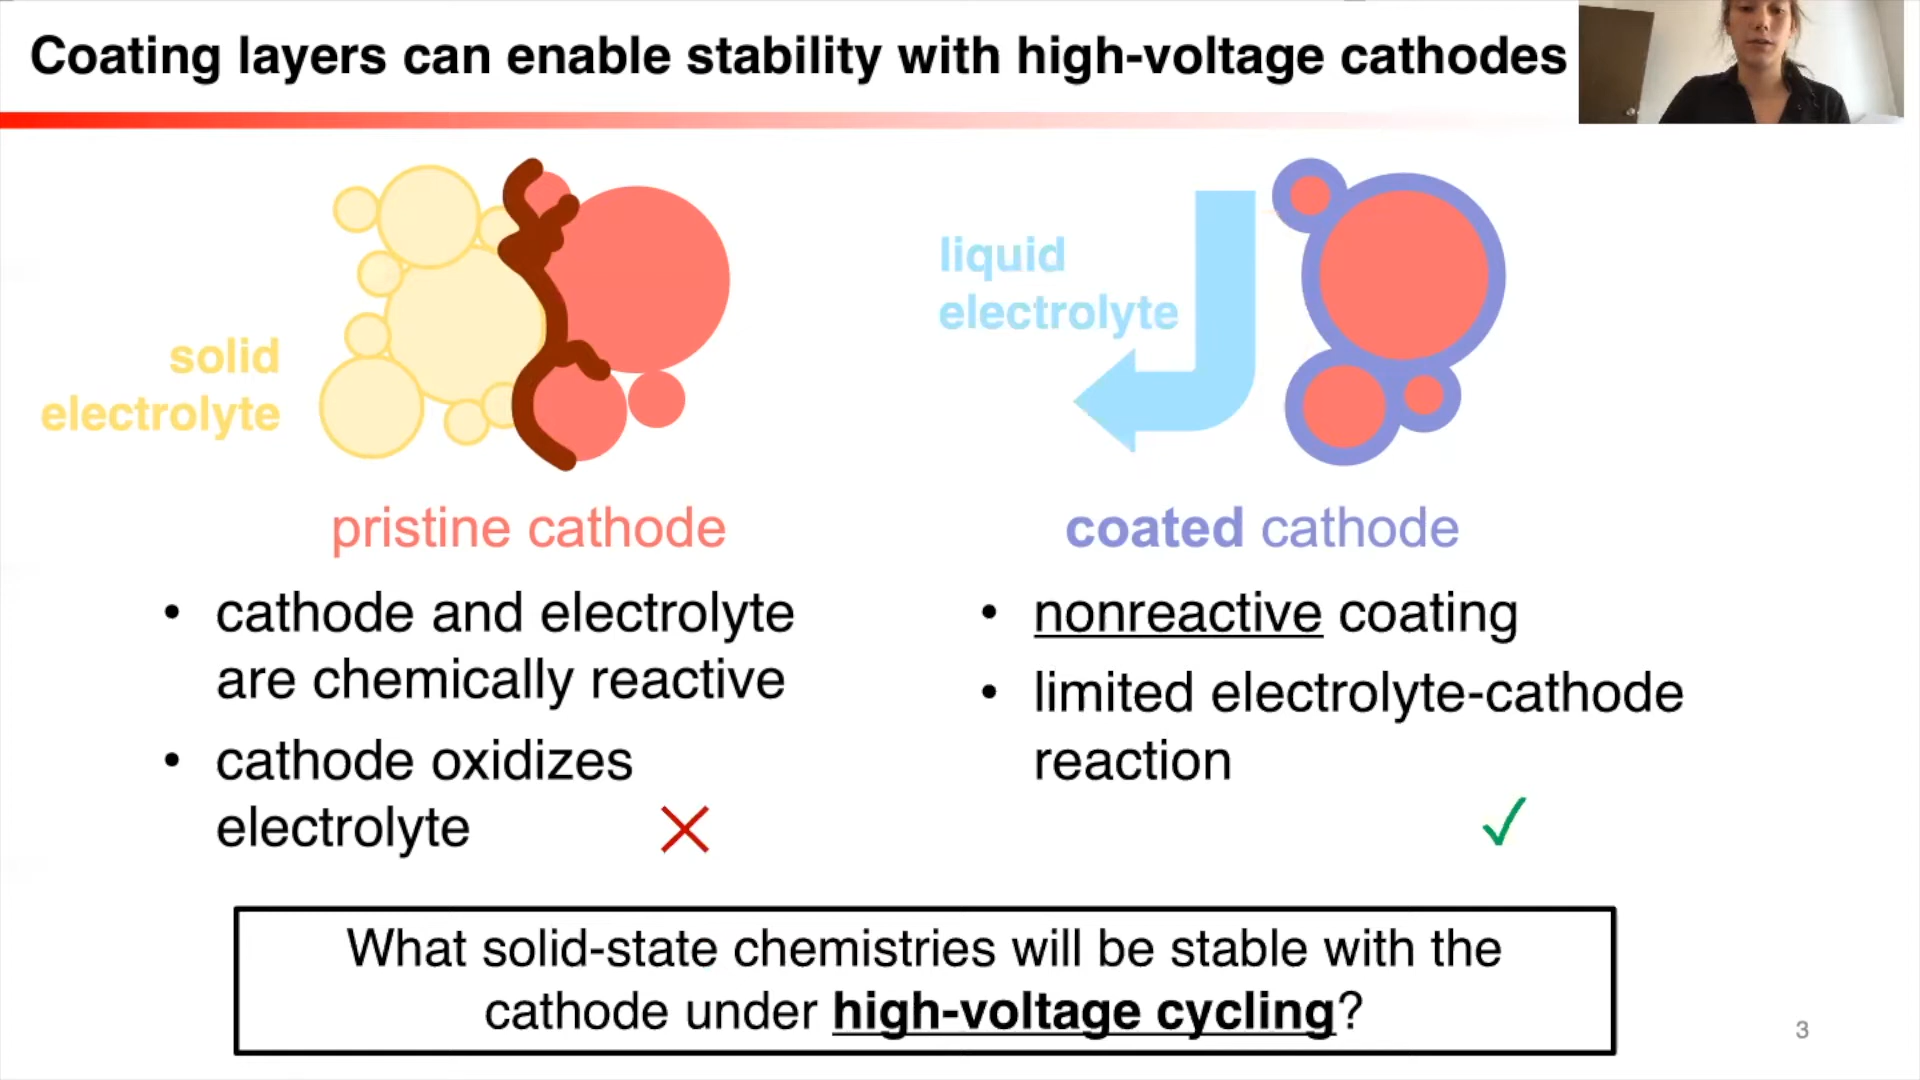 Coating layers can enable stability with high-voltage cathodes
solid
electrolyte
pristine cathode
• cathode and electrolyte
are chemically reactive
• cathode oxidizes
electrolyte
liquid
electrolyte
coated cathode
• nonreactive coating
• limited electrolyte-cathode
reaction
What solid-state chemistries will be stable with the
cathode under high-voltage cycling?
3